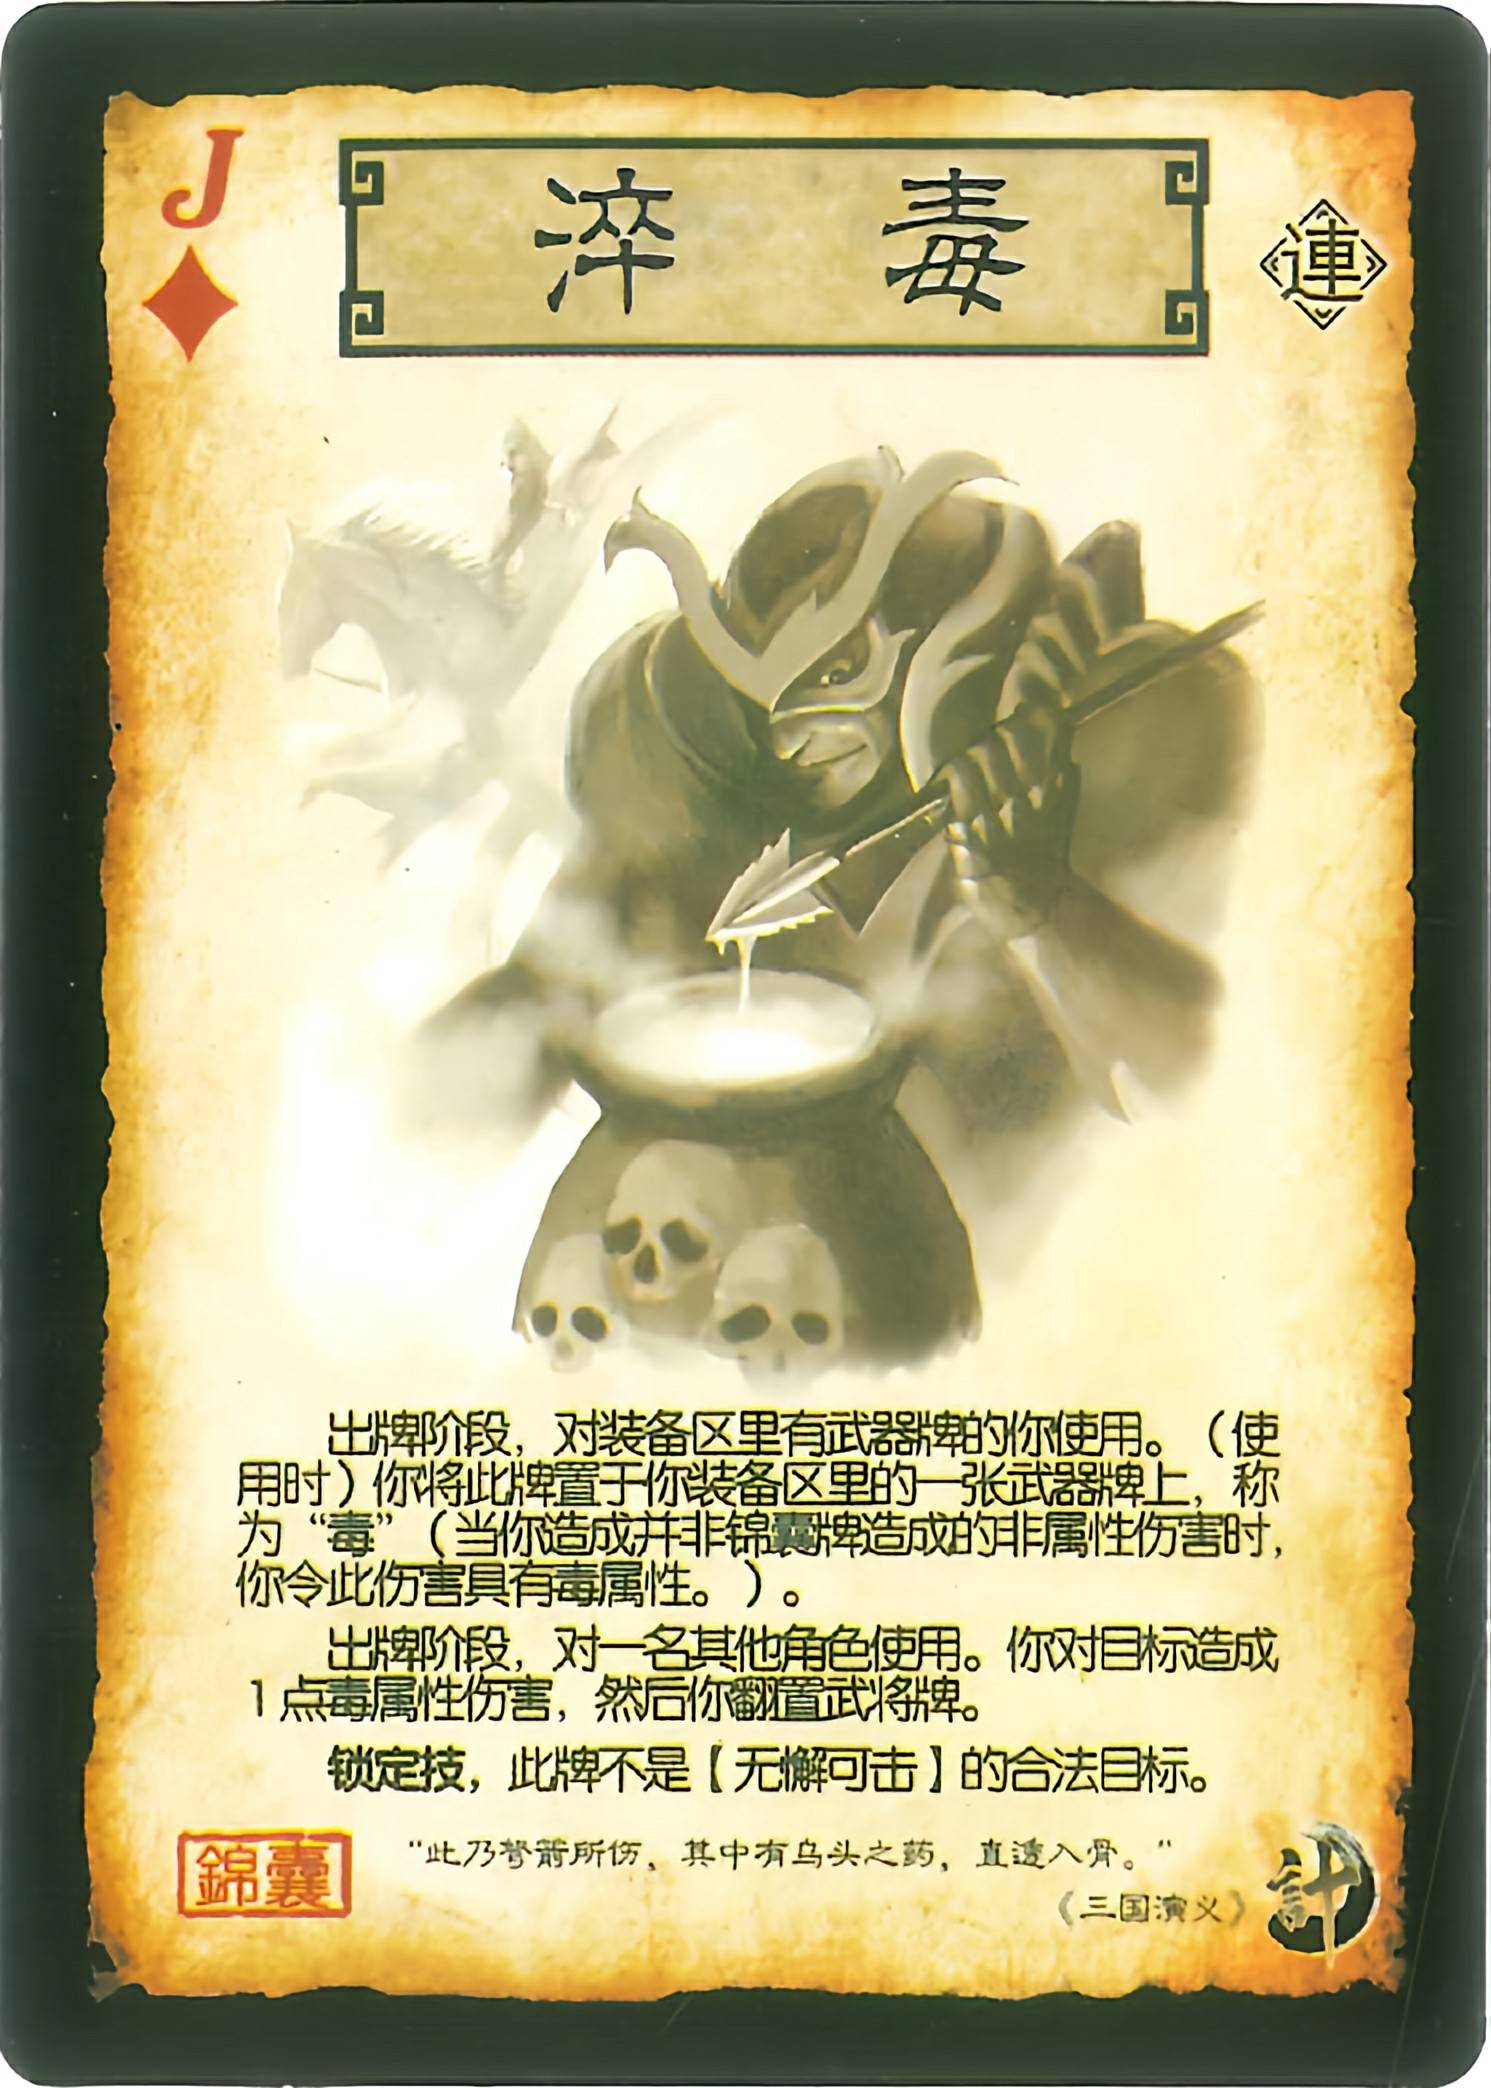 J
淬毒
連
出牌阶段，对装备区里有武器牌的你使用。（使
用时）你将此牌置于你装备区里的一张武器牌上，称
为“毒”（当你造成并非锦囊牌造成的非属性伤害时，
你令此伤害具有毒属性。）。
出牌阶段，对一名其他角色使用。你对目标造成
1点毒属性伤害，然后你翻置武将牌。
锁定技，此牌不是【无懈可击】的合法目标。
錦囊
“此乃弩箭所伤，其中有乌头之药，直透入骨。”
《三国演义》
計